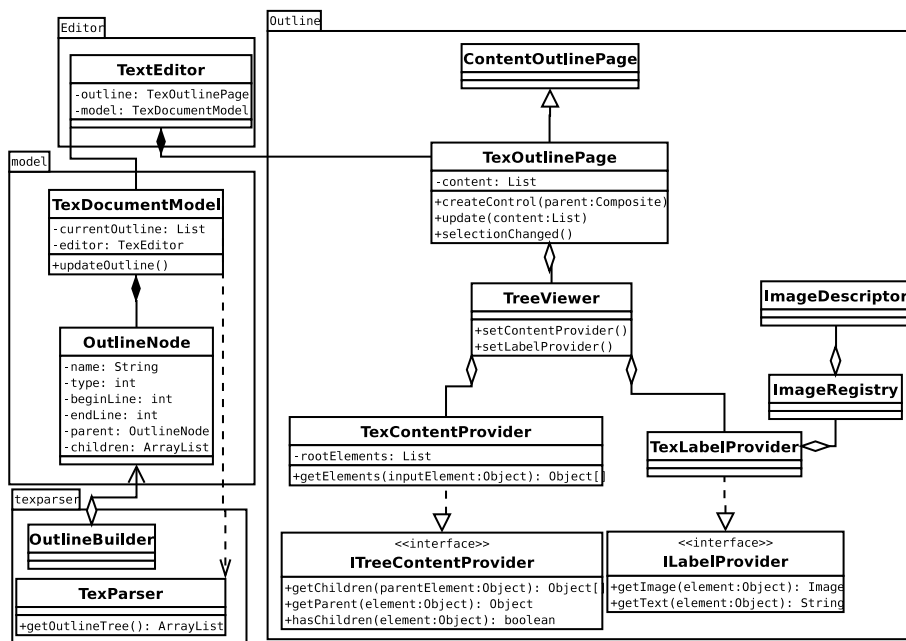 Editor
TextEditor
-outline: TexOutlinePage
-model: TexDocumentModel
model
TexDocumentModel
-currentOutline: List
-editor: TexEditor
+updateOutline()
OutlineNode
-name: String
-type: int
-beginLine: int
-endLine: int
-parent: OutlineNode
-children: ArrayList
texparser
OutlineBuilder
TexParser
+getOutlineTree(): ArrayList
Outline
ContentOutlinePage
TexOutlinePage
-content: List
+createControl(parent:Composite)
+update(content:List)
+selectionChanged()
TreeViewer
+setContentProvider()
+setLabelProvider()
ImageDescriptor
ImageRegistry
TexContentProvider
-rootElements: List
+getElements(inputElement:Object): Object[]
TexLabelProvider
<<interface>>
ITreeContentProvider
+getChildren(parentElement:Object): Object[]
+getParent(element:Object): Object
+hasChildren(element:Object): boolean
<<interface>>
ILabelProvider
+getImage(element:Object): Image
+getText(element:Object): String